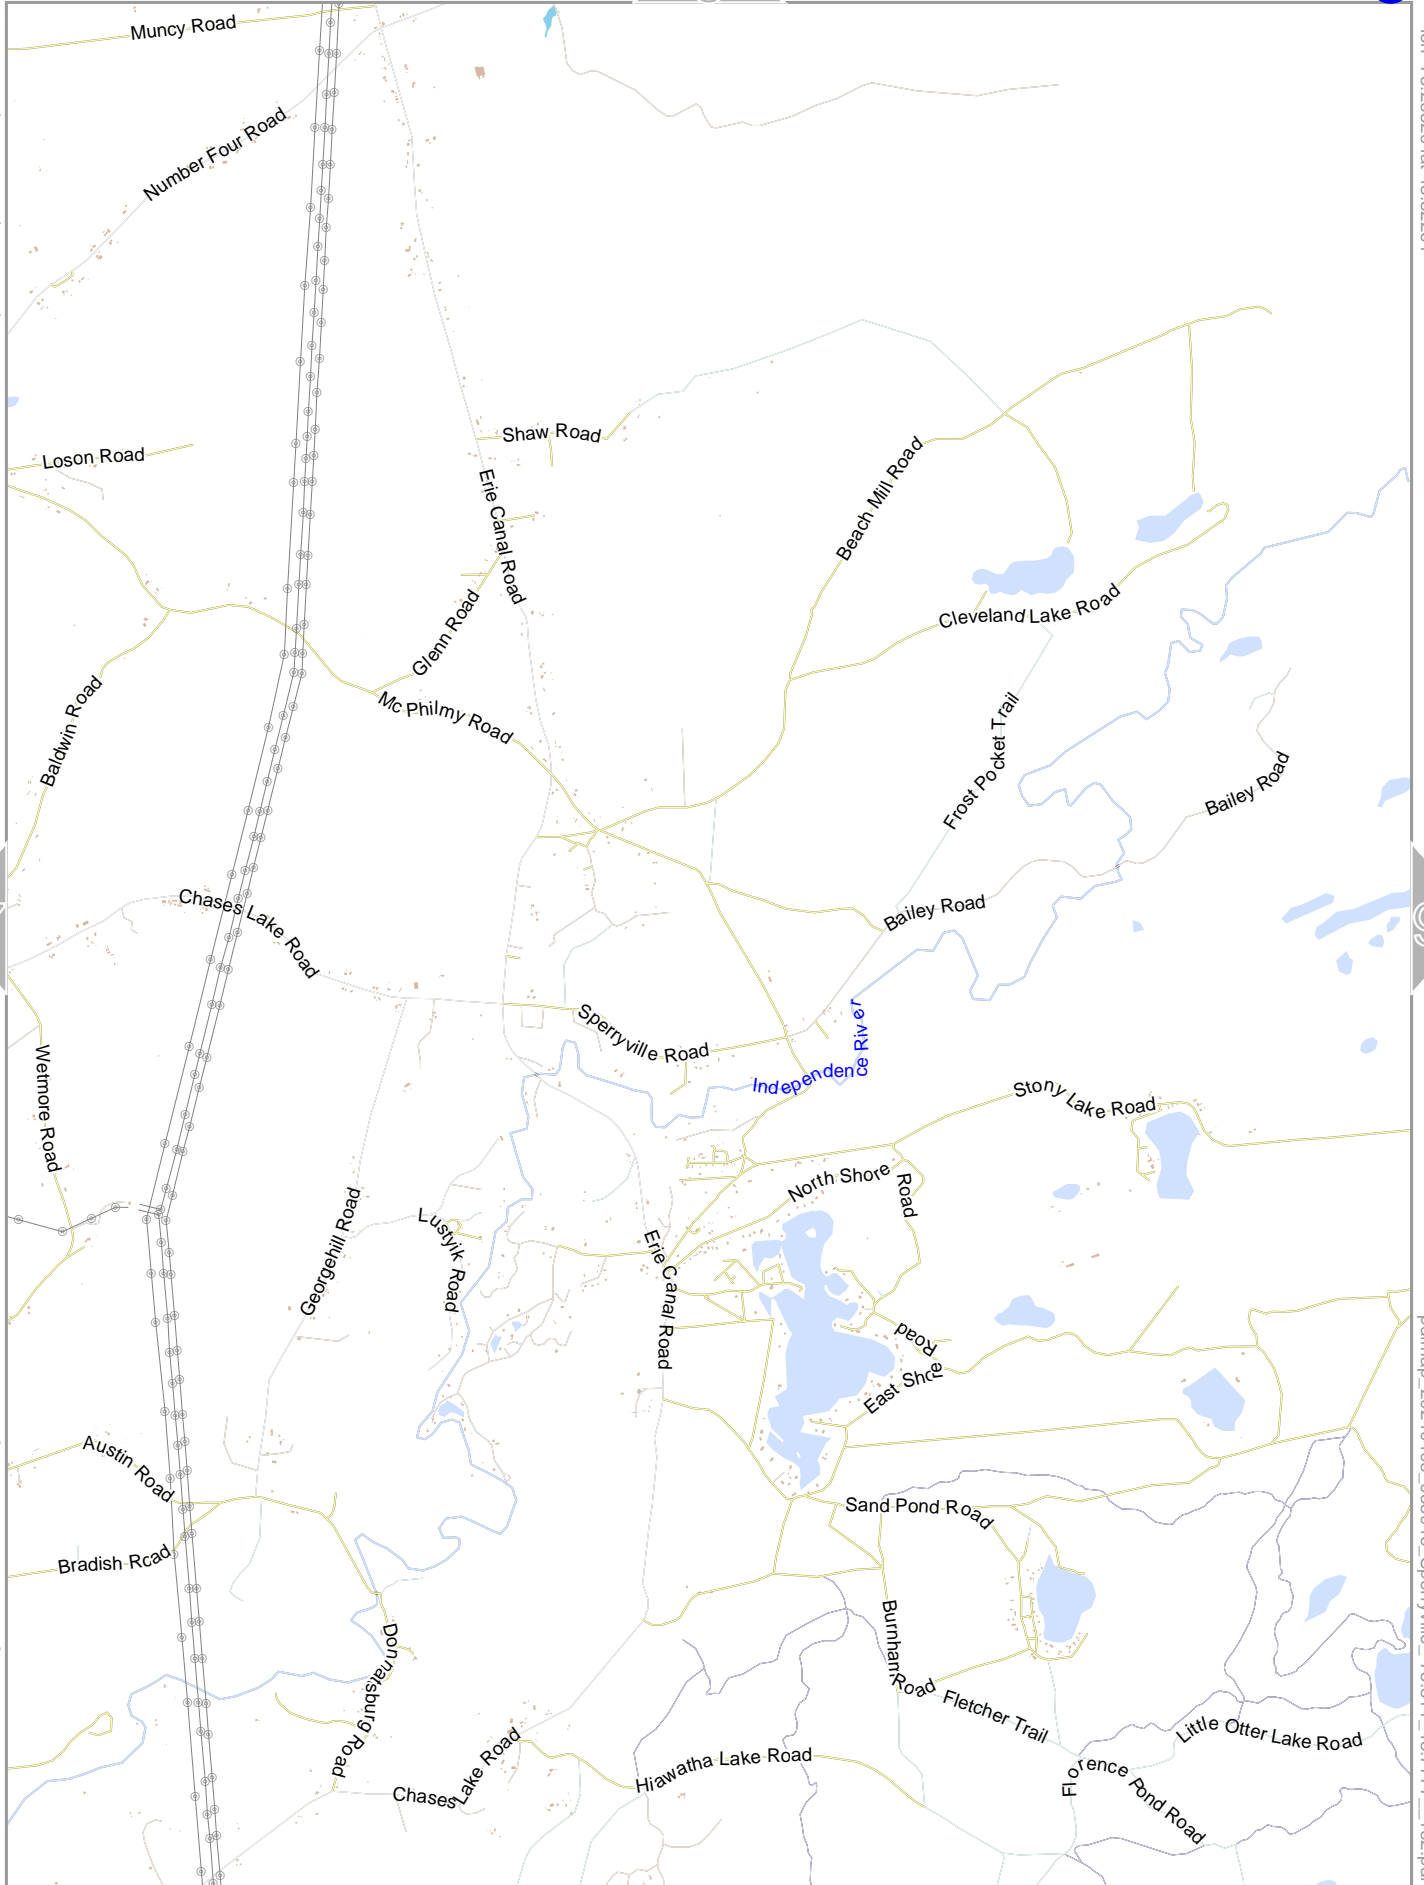 Muncy Road
Number Four Road
Shaw Road
Loson Road
Erie Canal Road
Beach Mill Road
Glenn Road
Cleveland Lake Road
Mc Philmy Road
Baldwin Road
Frost Pocket Trail
Bailey Road
Chases Lake Road
Bailey Road
Sperryville Road
Independence River
Wetmore Road
Stony Lake Road
North Shore Road
Georgehill Road
Lustyik Road
Erie Canal Road
East Shore Road
Austin Road
Sand Pond Road
Bradish Road
Burnham Road
Donnatsburg Road
Fletcher Trail
Little Otter Lake Road
Chases Lake Road
Hiawatha Lake Road
Florence Pond Road